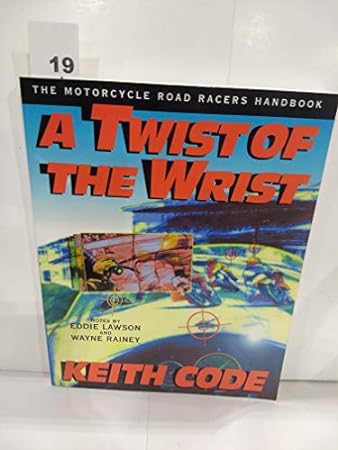 19
THE MOTORCYCLE ROAD RACERS HANDBOOK
A TWIST OF
THE WRIST
NOTES BY
EDDIE LAWSON
AND
WAYNE RAINEY
KEITH CODE